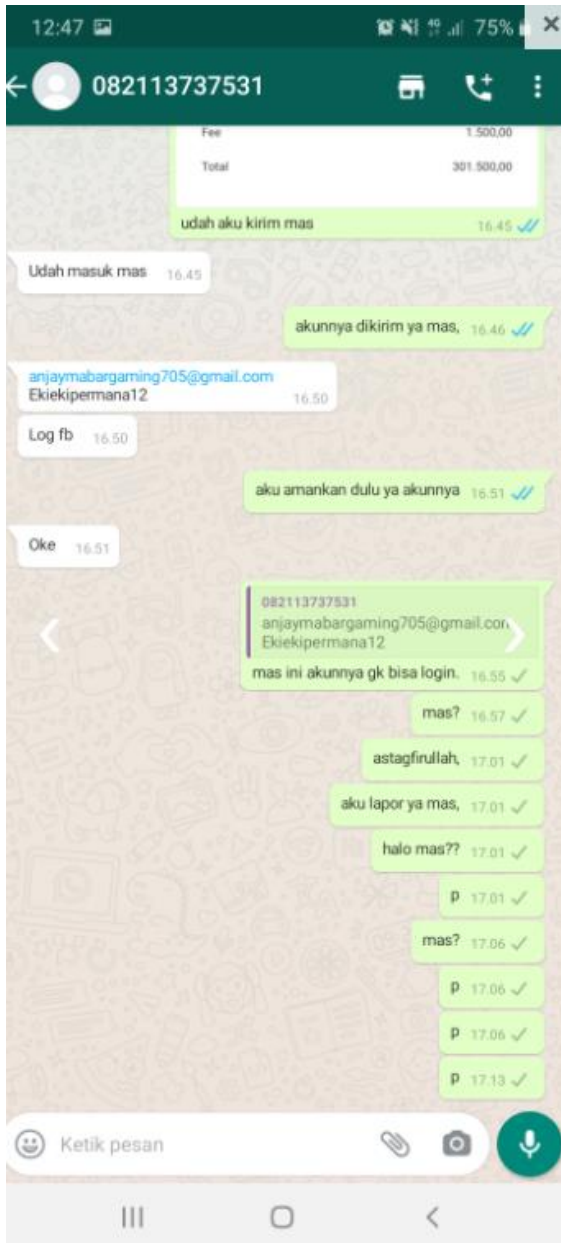 12:47
75%
082113737531
Fee 1.500,00
Total 301.500,00
udah aku kirim mas 16.45
Udah masuk mas 16.45
akunnya dikirim ya mas, 16.46
anjaymabargaming705@gmail.com
Ekiekipermana12 16.50
Log fb 16.50
aku amankan dulu ya akunnya 16.51
Oke 16.51
082113737531
anjaymabargaming705@gmail.com
Ekiekipermana12
mas ini akunnya gk bisa login. 16.55
mas? 16.57
astagfirullah, 17.01
aku lapor ya mas, 17.01
halo mas?? 17.01
p 17.01
mas? 17.06
p 17.06
p 17.06
p 17.13
Ketik pesan